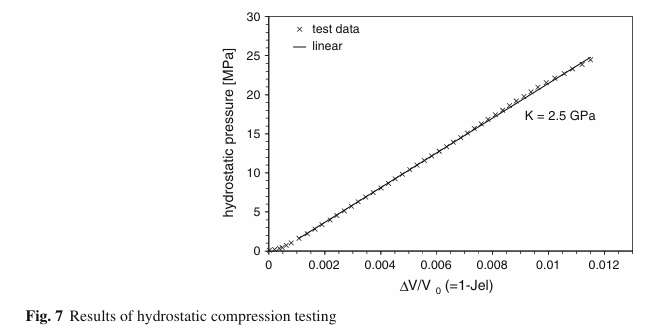 30
25
20
15
10
5
0
hydrostatic pressure [MPa]
× test data
— linear
K = 2.5 GPa
0 0.002 0.004 0.006 0.008 0.01 0.012
ΔV/V 0 (=1-Jel)
Fig. 7 Results of hydrostatic compression testing